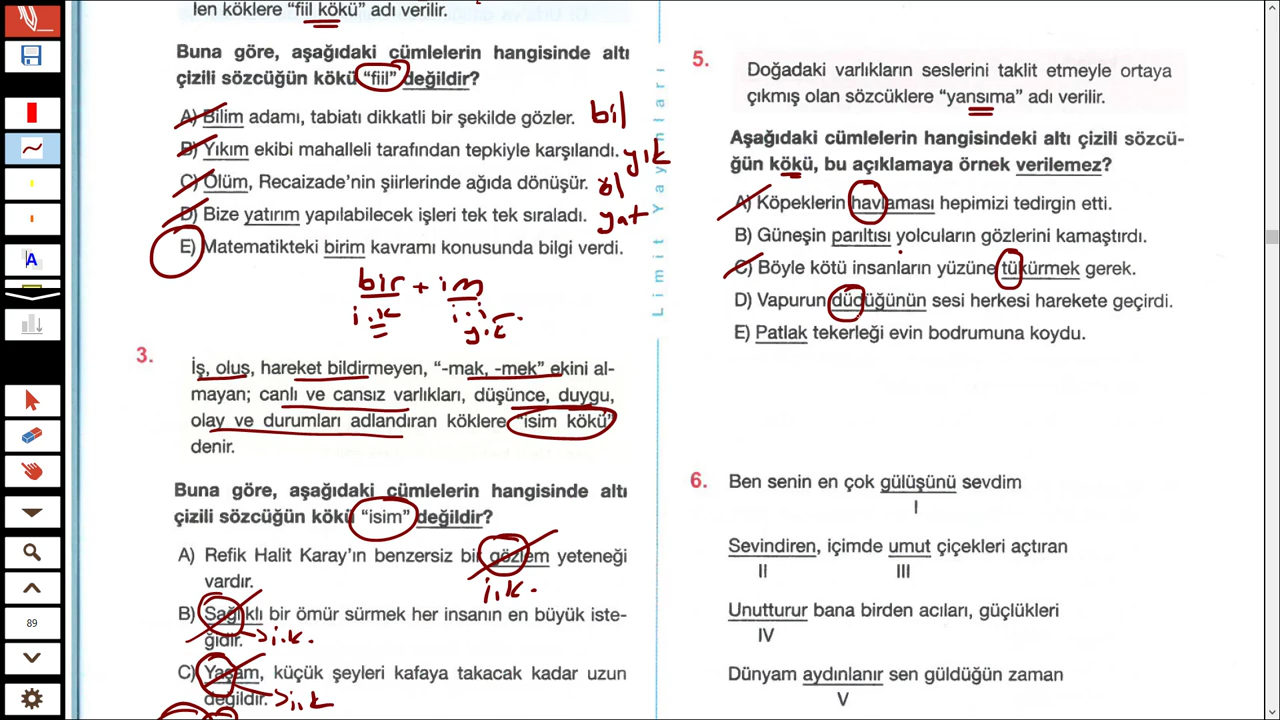 len köklere “fiil kökü” adı verilir.
Buna göre, aşağıdaki cümlelerin hangisinde altı
çizili sözcüğün kökü “fiil” değildir?
A) Bilim adamı, tabiatı dikkatli bir şekilde gözler.
bil
B) Yıkım ekibi mahalleli tarafından tepkiyle karşılandı.
yık
C) Ölüm, Recaizade’nin şiirlerinde ağıda dönüşür.
öl
D) Bize yatırım yapılabilecek işleri tek tek sıraladı.
yat
E) Matematikteki birim kavramı konusunda bilgi verdi.
bir + im
i.k i.i.
y.k.
3.
İş, oluş, hareket bildirmeyen, “-mak, -mek” ekini al-
mayan; canlı ve cansız varlıkları, düşünce, duygu,
olay ve durumları adlandıran köklere “isim kökü”
denir.
Buna göre, aşağıdaki cümlelerin hangisinde altı
çizili sözcüğün kökü “isim” değildir?
A) Refik Halit Karay’ın benzersiz bir gözlem yeteneği
vardır.
i.k.
B) Sağlıklı bir ömür sürmek her insanın en büyük iste-
ğidir.
i.k.
C) Yaşam, küçük şeyleri kafaya takacak kadar uzun
değildir.
i.k
Limit Yayınları
5.
Doğadaki varlıkların seslerini taklit etmeyle ortaya
çıkmış olan sözcüklere “yansıma” adı verilir.
Aşağıdaki cümlelerin hangisindeki altı çizili sözcü-
ğün kökü, bu açıklamaya örnek verilemez?
A) Köpeklerin havlaması hepimizi tedirgin etti.
B) Güneşin parıltısı yolcuların gözlerini kamaştırdı.
C) Böyle kötü insanların yüzüne tükürmek gerek.
D) Vapurun düdüğünün sesi herkesi harekete geçirdi.
E) Patlak tekerleği evin bodrumuna koydu.
6.
Ben senin en çok gülüşünü sevdim
I
Sevindiren, içimde umut çiçekleri açtıran
II III
Unutturur bana birden acıları, güçlükleri
IV
Dünyam aydınlanır sen güldüğün zaman
V
A
89